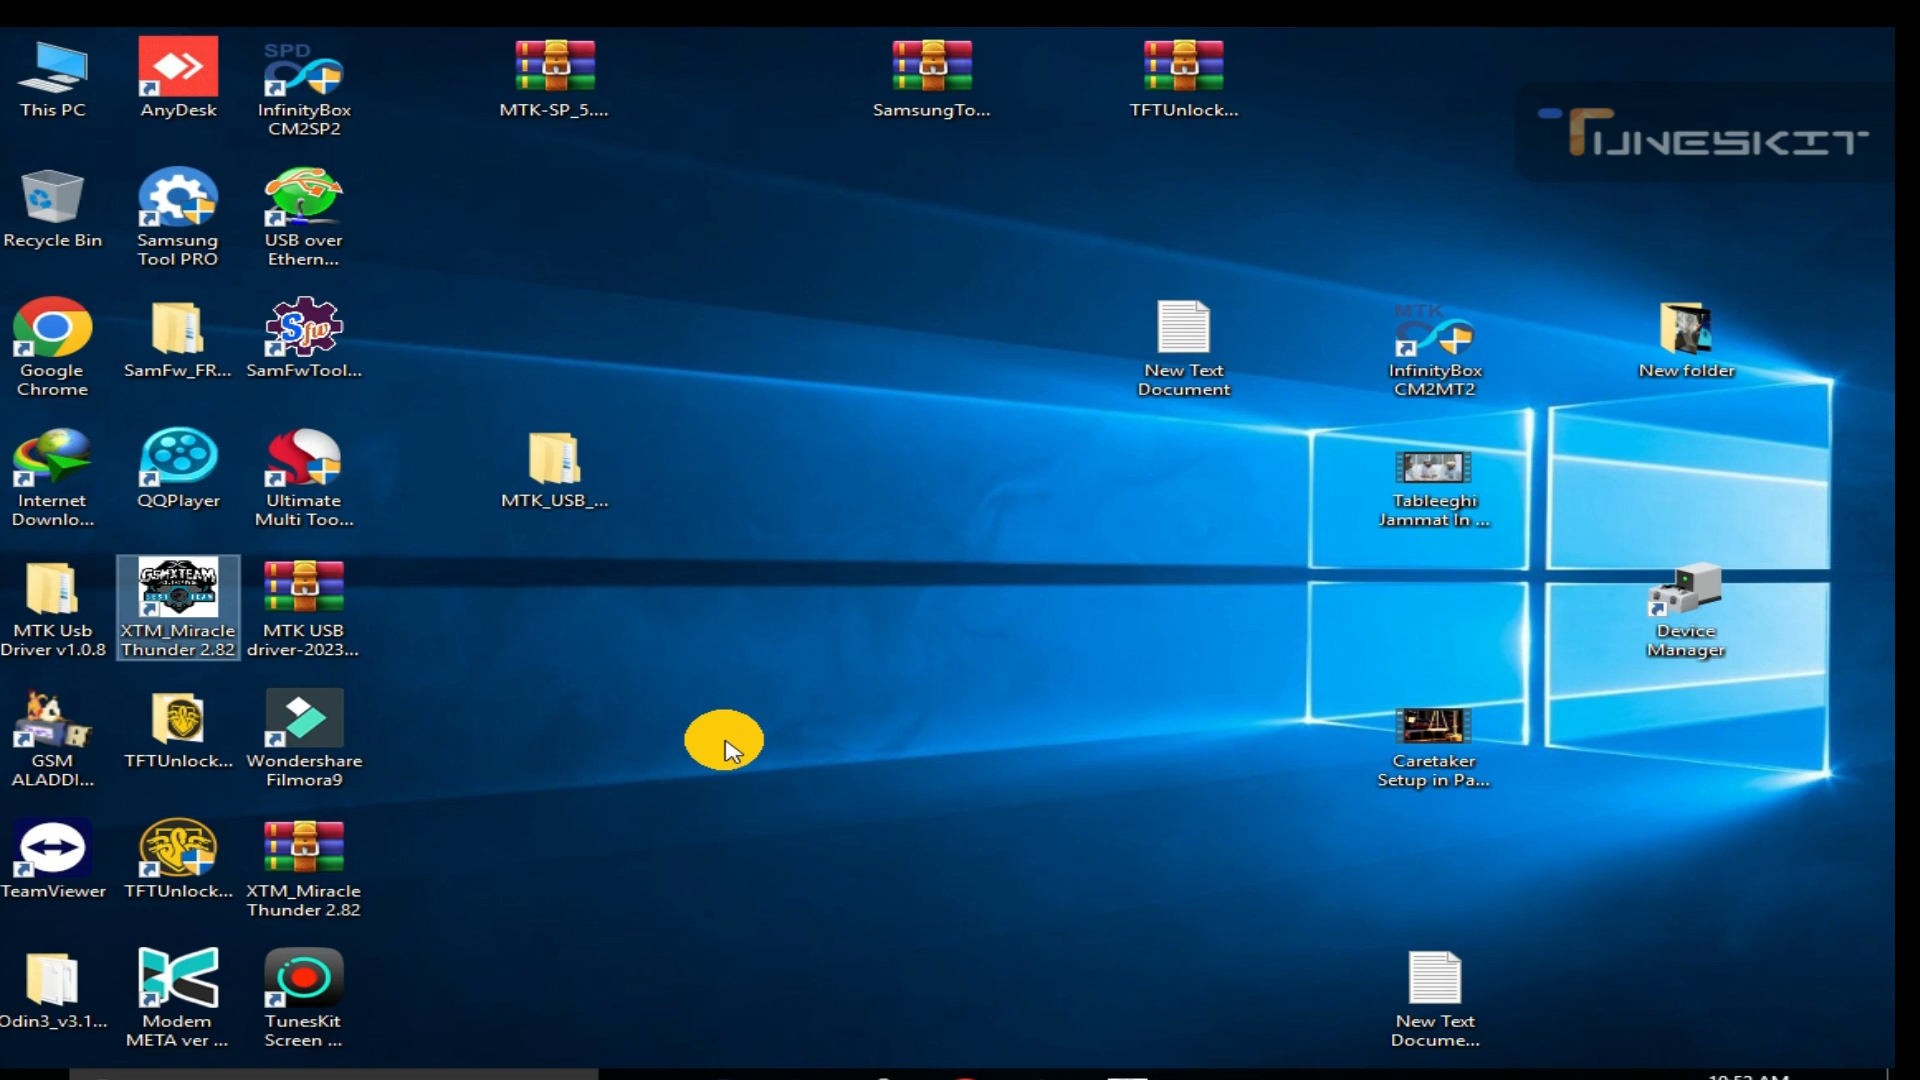 SPD
This PC
AnyDesk
InfinityBox
CM2SP2
MTK-SP_5....
SamsungTo...
TFTUnlock...
TUNESKIT
Recycle Bin
Samsung
Tool PRO
USB over
Ethern...
Sfw
MTK
Google
Chrome
SamFw_FR...
SamFwTool...
New Text
Document
InfinityBox
CM2MT2
New folder
Internet
Downlo...
QQPlayer
Ultimate
Multi Too...
MTK_USB_...
Tableeghi
Jammat In ...
GSMXTEAM
MTK Usb
Driver v1.0.8
XTM_Miracle
Thunder 2.82
MTK USB
driver-2023...
Device
Manager
GSM
ALADDI...
TFTUnlock...
Wondershare
Filmora9
Caretaker
Setup in Pa...
TeamViewer
TFTUnlock...
XTM_Miracle
Thunder 2.82
Odin3_v3.1...
Modem
META ver ...
TunesKit
Screen ...
New Text
Docume...